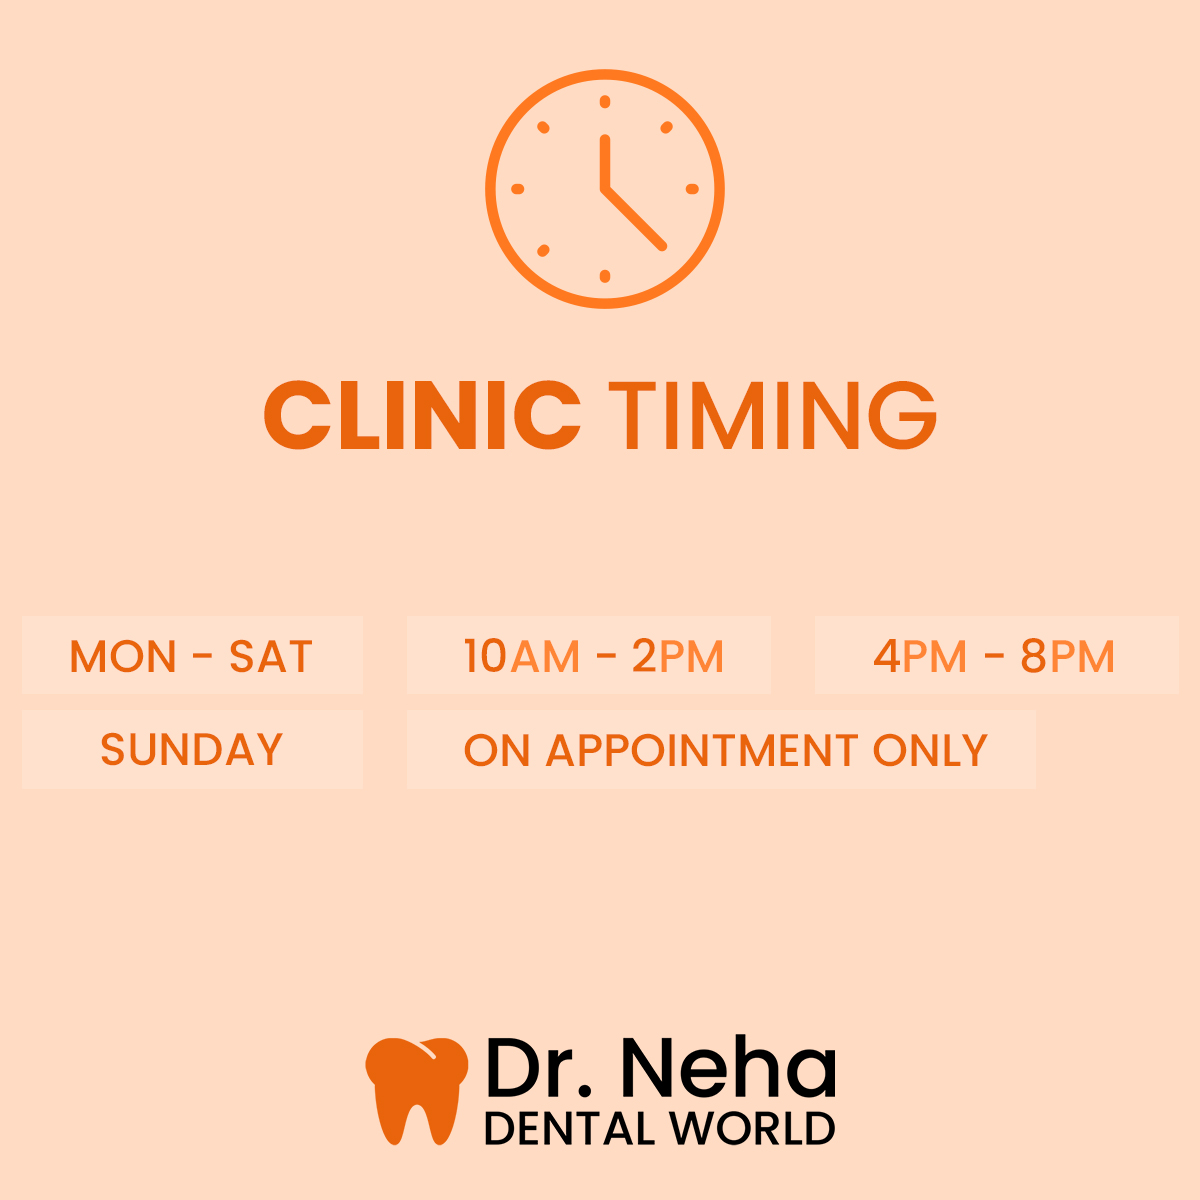 CLINIC TIMING
MON - SAT 10AM - 2PM 4PM - 8PM
SUNDAY ON APPOINTMENT ONLY
Dr. Neha
DENTAL WORLD